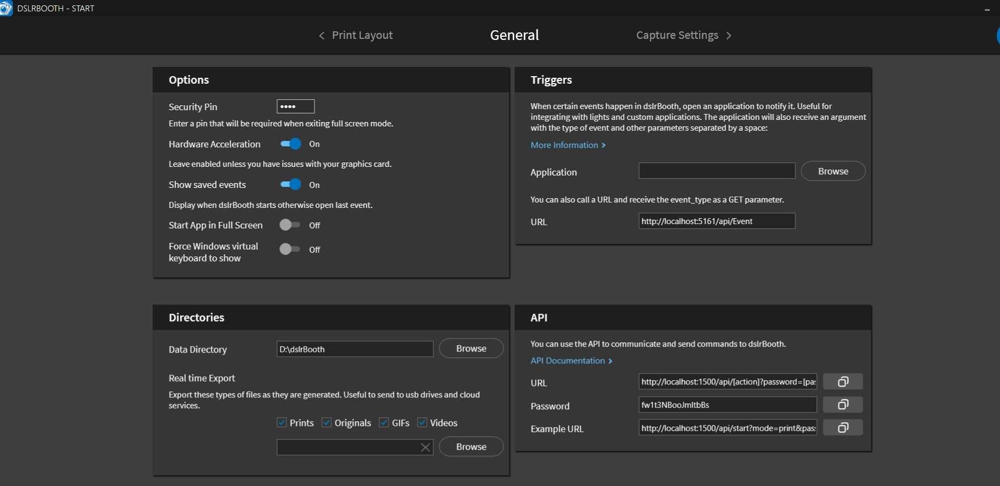 DSLRBOOTH - START
Print Layout
General
Capture Settings
Options
Security Pin
••••
Enter a pin that will be required when exiting full screen mode.
Hardware Acceleration
On
Leave enabled unless you have issues with your graphics card.
Show saved events
On
Display when dslrBooth starts otherwise open last event.
Start App in Full Screen
Off
Force Windows virtual
keyboard to show
Off
Triggers
When certain events happen in dslrBooth, open an application to notify it. Useful for
integrating with lights and custom applications. The application will also receive an argument
with the type of event and other parameters separated by a space:
More Information
Application
Browse
You can also call a URL and receive the event_type as a GET parameter.
URL
http://localhost:5161/api/Event
Directories
Data Directory
D:\dslrBooth
Browse
Real time Export
Export these types of files as they are generated. Useful to send to usb drives and cloud
services.
Prints
Originals
GIFs
Videos
Browse
API
You can use the API to communicate and send commands to dslrBooth.
API Documentation
URL
http://localhost:1500/api/[action]?password=[pas
Password
fw1t3NBooJmItbBs
Example URL
http://localhost:1500/api/start?mode=print&pass